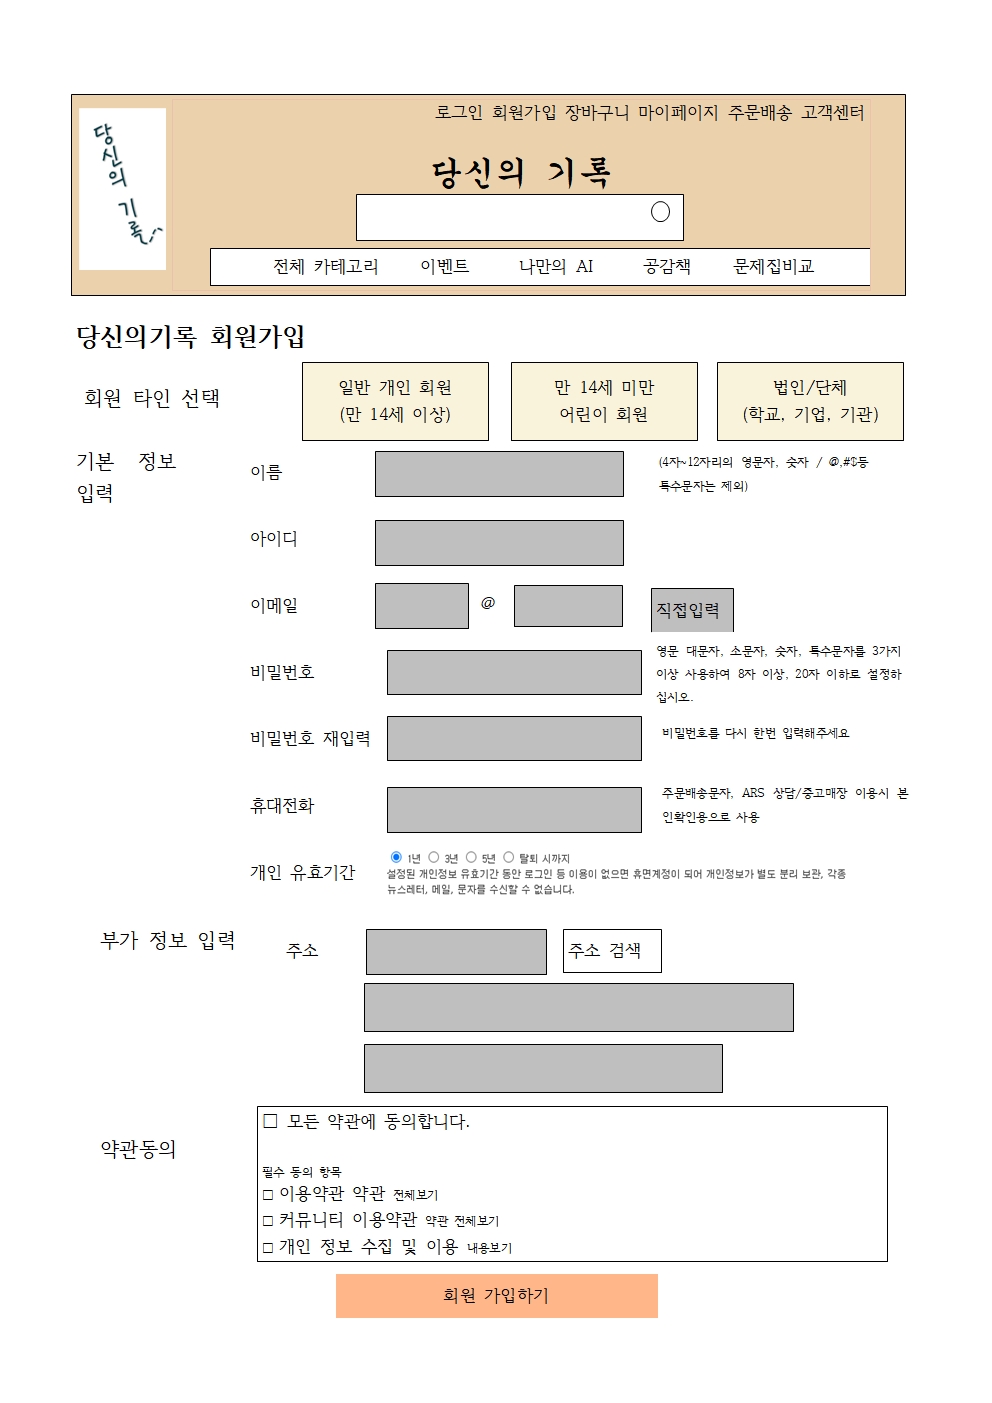 당신의 기록
로그인 회원가입 장바구니 마이페이지 주문배송 고객센터
당신의 기록
전체 카테고리 이벤트 나만의 AI 공감책 문제집비교
당신의기록 회원가입
회원 타인 선택
일반 개인 회원
(만 14세 이상)
만 14세 미만
어린이 회원
법인/단체
(학교, 기업, 기관)
기본 정보
입력
이름
(4자~12자리의 영문자, 숫자 / @,#$등
특수문자는 제외)
아이디
이메일
@
직접입력
비밀번호
영문 대문자, 소문자, 숫자, 특수문자를 3가지
이상 사용하여 8자 이상, 20자 이하로 설정하
십시오.
비밀번호 재입력
비밀번호를 다시 한번 입력해주세요
휴대전화
주문배송문자, ARS 상담/중고매장 이용시 본
인확인용으로 사용
개인 유효기간
1년 3년 5년 탈퇴 시까지
설정된 개인정보 유효기간 동안 로그인 등 이용이 없으면 휴면계정이 되어 개인정보가 별도 분리 보관, 각종
뉴스레터, 메일, 문자를 수신할 수 없습니다.
부가 정보 입력
주소
주소 검색
약관동의
□ 모든 약관에 동의합니다.
필수 동의 항목
□ 이용약관 약관 전체보기
□ 커뮤니티 이용약관 약관 전체보기
□ 개인 정보 수집 및 이용 내용보기
회원 가입하기